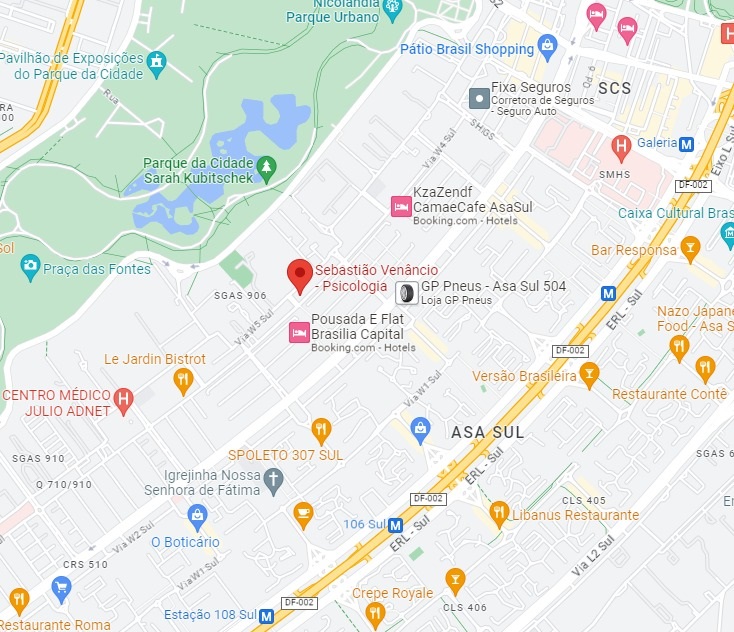 Nicolândia
Parque Urbano
Pavilhão de Exposições
do Parque da Cidade
Pátio Brasil Shopping
Fixa Seguros
Corretora de Seguros
- Seguro Auto
SCS
Rua
Via W4 Sul
SHIGS
Galeria
M
Eixo L Sul
H
SMHS
DF-002
Parque da Cidade
Sarah Kubitschek
KzaZendf
CamaeCafe AsaSul
Booking.com - Hotels
Caixa Cultural Bras
Bar Responsa
Sol
Praça das Fontes
Sebastião Venâncio
- Psicologia
GP Pneus - Asa Sul 504
Loja GP Pneus
M
SGAS 906
Via W5 Sul
ERL - Sul
Pousada E Flat
Brasilia Capital
Booking.com - Hotels
Nazo Japane
Food - Asa S
DF-002
Le Jardin Bistrot
Versão Brasileira
Restaurante Contê
CENTRO MÉDICO
JULIO ADNET
H
Via W1 Sul
ASA SUL
SPOLETO 307 SUL
SGAS 910
Q 710/910
Igrejinha Nossa
Senhora de Fátima
ERL - Sul
SGAS 6
DF-002
CLS 405
Libanus Restaurante
106 Sul
M
ERL - Sul
O Boticário
Via W2 Sul
Via W1 Sul
Via L2 Sul
CRS 510
Crepe Royale
CLS 406
DF-002
Estação 108 Sul
M
Restaurante Roma